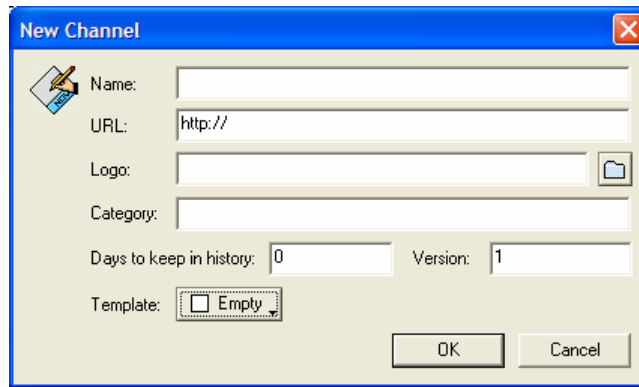 New Channel
NEW
Name:
URL: http://
Logo:
Category:
Days to keep in history: 0 Version: 1
Template: Empty
OK Cancel